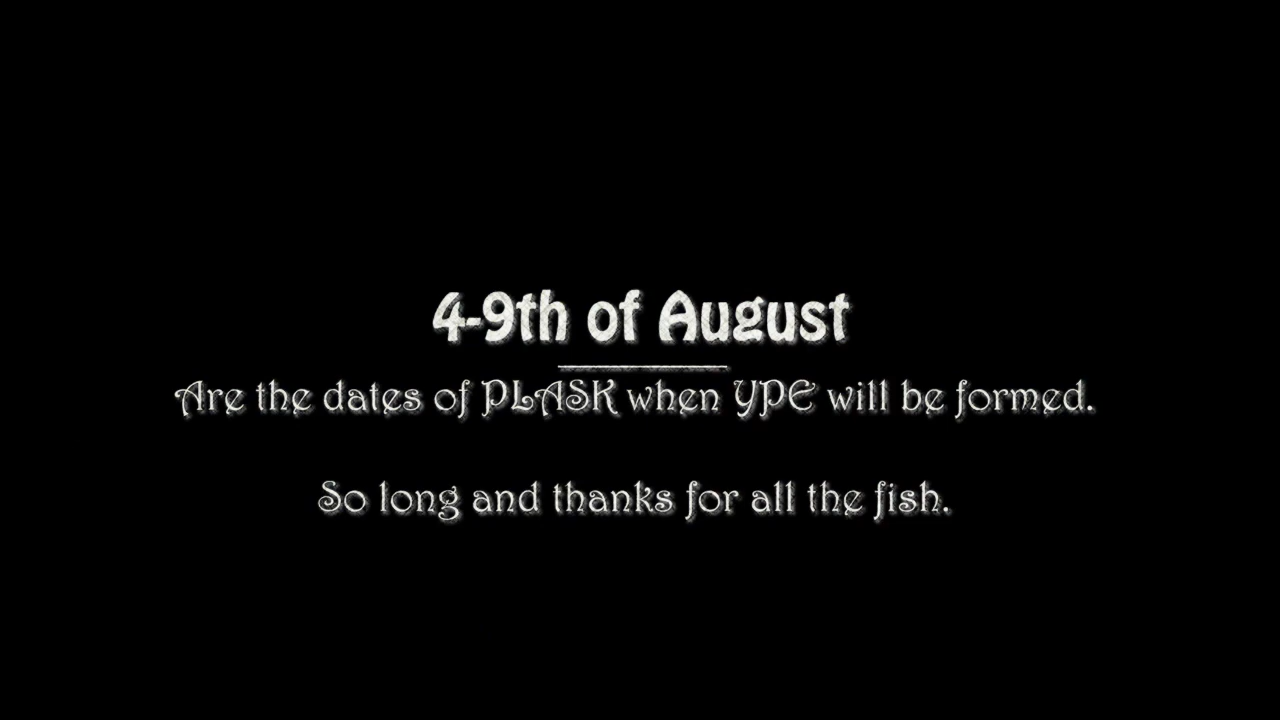 4-9th of August
Are the dates of PLASK when YPE will be formed.
So long and thanks for all the fish.